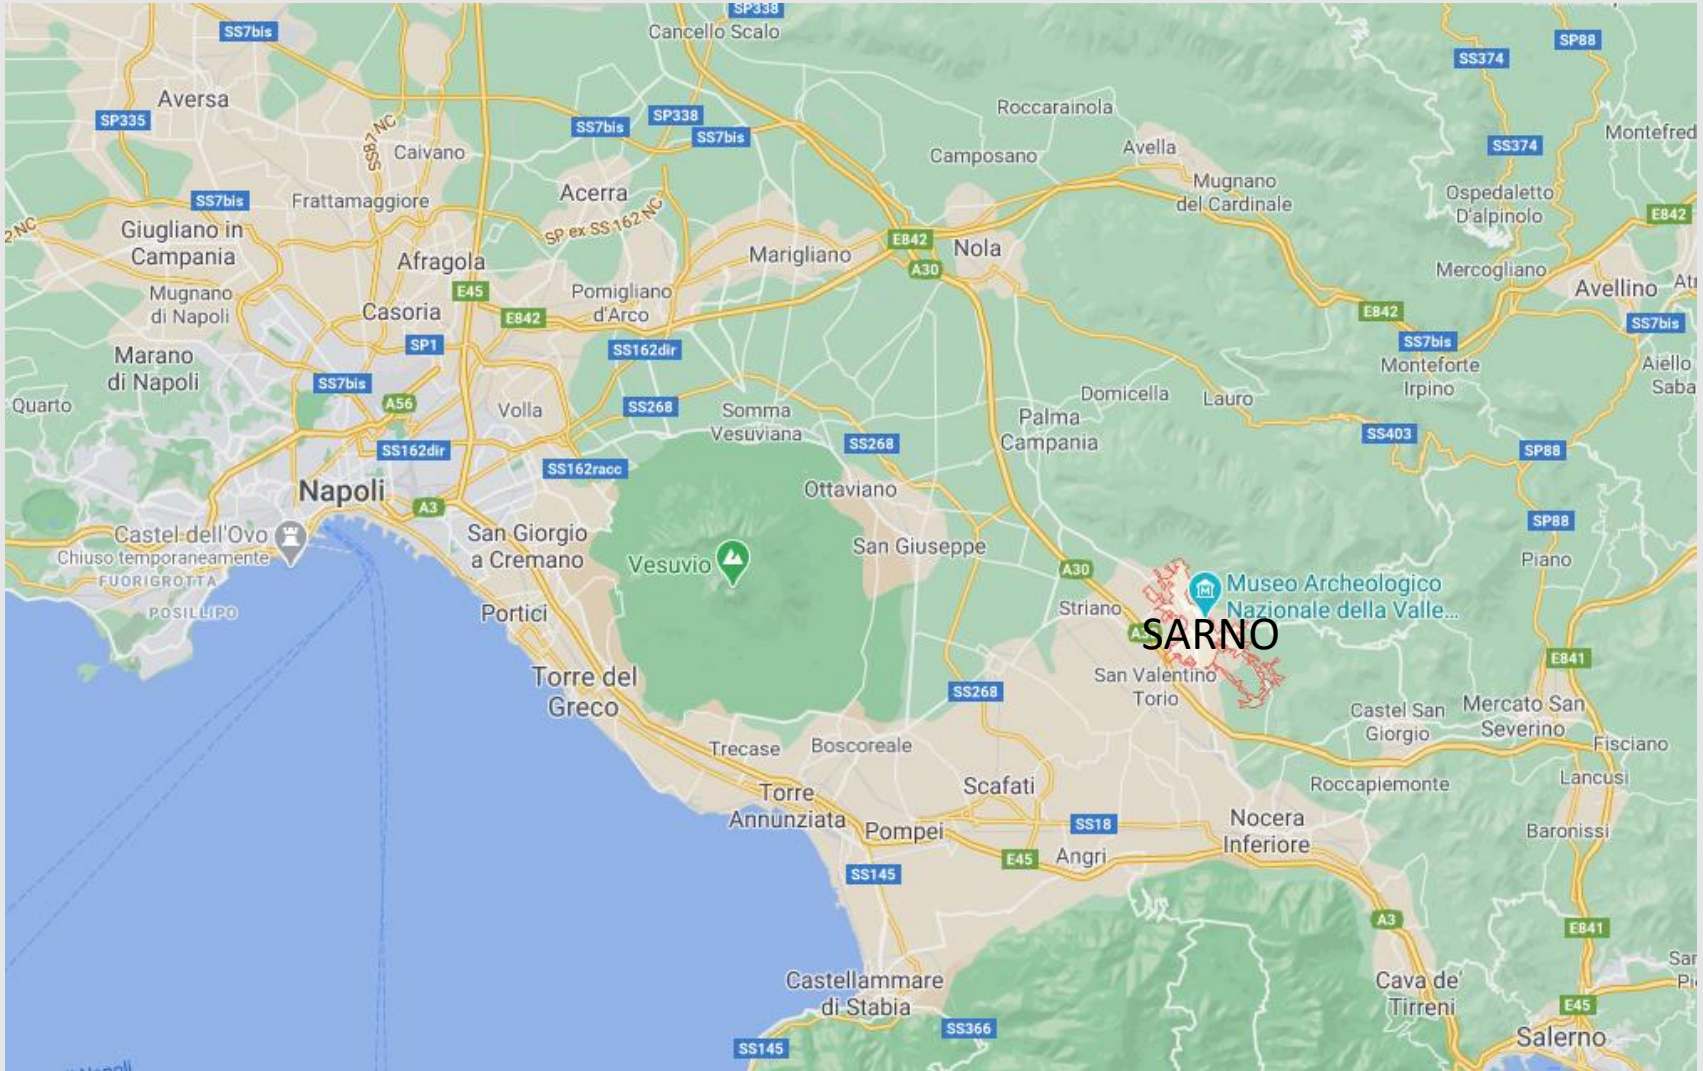 SP338
SS7bis
Cancello Scalo
SP88
SS374
Aversa
SP335
Roccarainola
SP338
SS7bis
SS7bis
SS87-NC
Caivano
Camposano
Avella
SS374
Montefred
Acerra
Mugnano
del Cardinale
Ospedaletto
D'alpinolo
SS7bis
Frattamaggiore
E842
2-NC
SP ex SS 162 NC
Giugliano in
Campania
Marigliano
E842
Nola
Afragola
A30
Mercogliano
Avellino
Mugnano
di Napoli
E45
Pomigliano
d'Arco
Casoria
E842
E842
SS7bis
SS7bis
SP1
SS162dir
Marano
di Napoli
Monteforte
Irpino
Aiello
Saba
SS7bis
Domicella
Lauro
Quarto
A56
Volla
SS268
Somma
Vesuviana
Palma
Campania
SS403
SS162dir
SS268
SP88
SS162racc
Napoli
Ottaviano
A3
SP88
Castel dell'Ovo
Chiuso temporaneamente
San Giorgio
a Cremano
San Giuseppe
Vesuvio
Piano
A30
FUORIGROTTA
Museo Archeologico
Nazionale della Valle...
POSILLIPO
Portici
Striano
SARNO
E841
Torre del
Greco
San Valentino
Torio
SS268
Castel San
Giorgio
Mercato San
Severino
Trecase
Boscoreale
Fisciano
Roccapiemonte
Lancusi
Torre
Annunziata
Scafati
Pompei
SS18
Nocera
Inferiore
Baronissi
E45
Angri
SS145
A3
E841
Castellammare
di Stabia
Cava de'
Tirreni
San
E45
SS366
Salerno
SS145